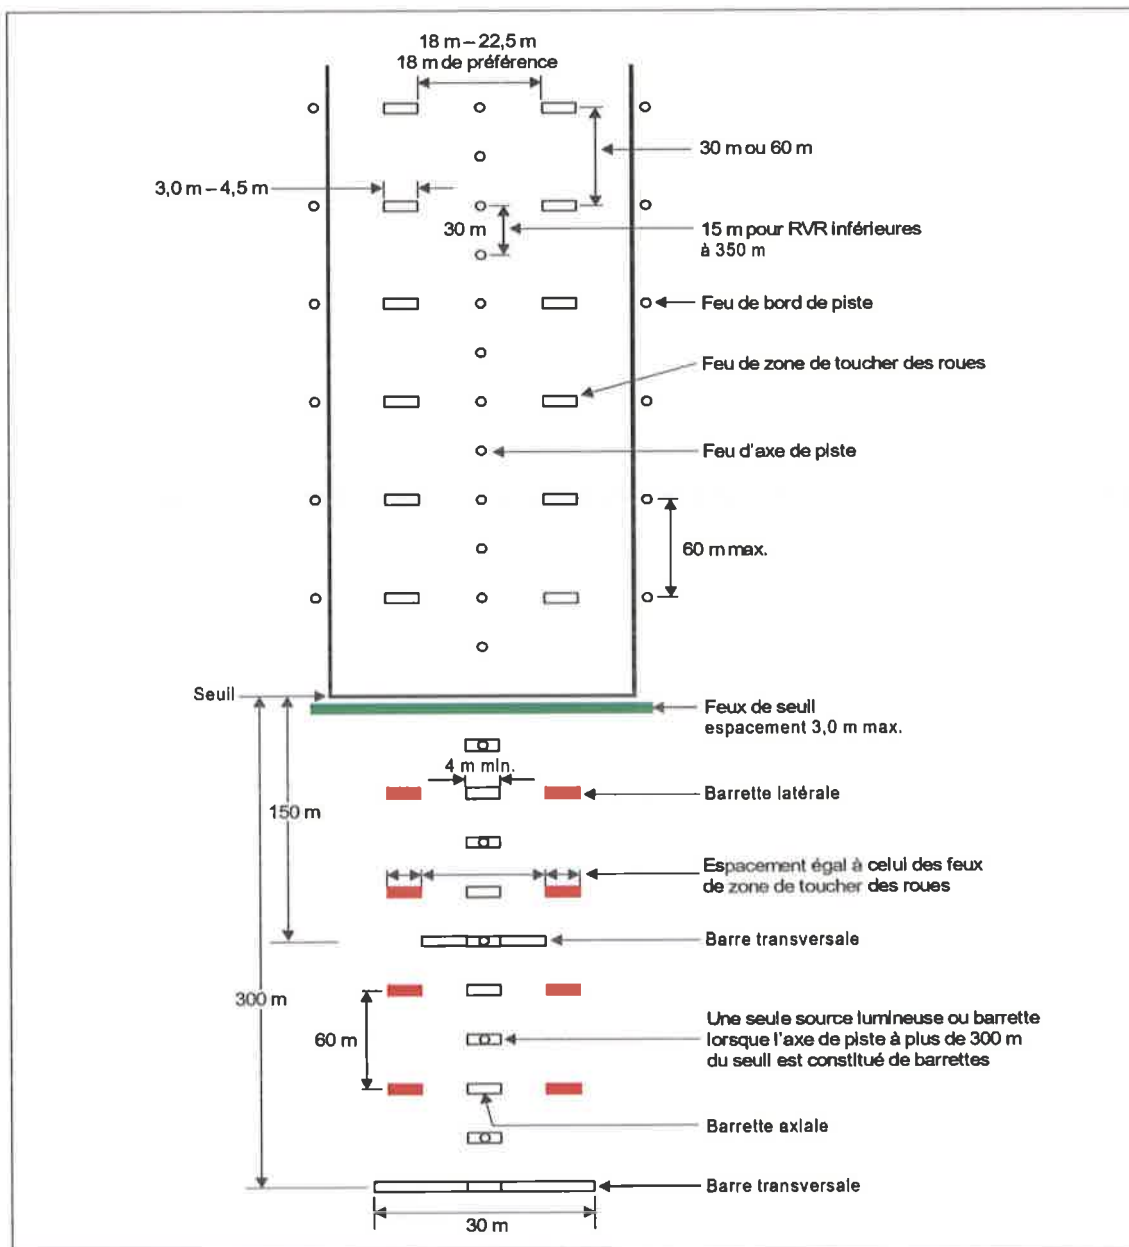 18 m – 22,5 m
18 m de préférence
30 m ou 60 m
3,0 m – 4,5 m
30 m
15 m pour RVR inférieures
à 350 m
Feu de bord de piste
Feu de zone de toucher des roues
Feu d'axe de piste
60 m max.
Seuil
Feux de seuil
espacement 3,0 m max.
4 m min.
Barrette latérale
150 m
Espacement égal à celui des feux
de zone de toucher des roues
Barre transversale
300 m
60 m
Une seule source lumineuse ou barrette
lorsque l'axe de piste à plus de 300 m
du seuil est constitué de barrettes
Barrette axiale
Barre transversale
30 m